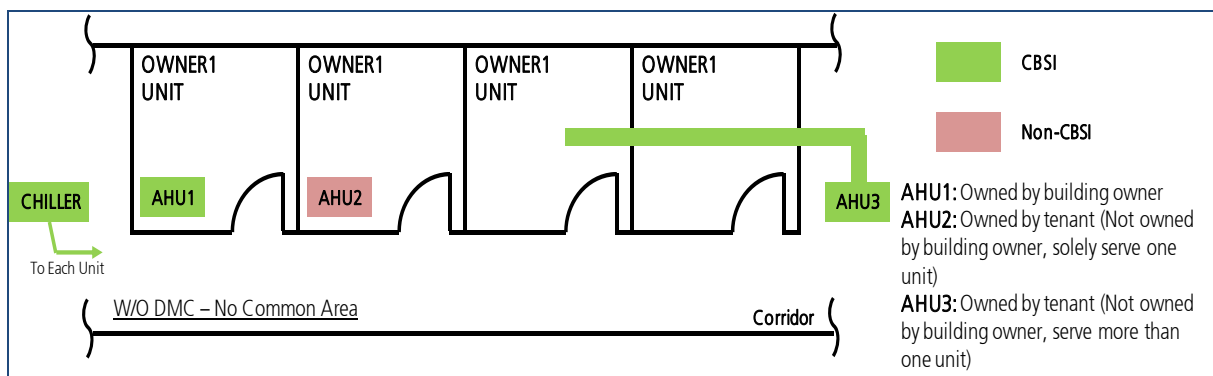 OWNER1
UNIT
OWNER1
UNIT
OWNER1
UNIT
OWNER1
UNIT
CHILLER
AHU1
AHU2
AHU3
To Each Unit
W/O DMC – No Common Area
Corridor
CBSI
Non-CBSI
AHU1: Owned by building owner
AHU2: Owned by tenant (Not owned
by building owner, solely serve one
unit)
AHU3: Owned by tenant (Not owned
by building owner, serve more than
one unit)